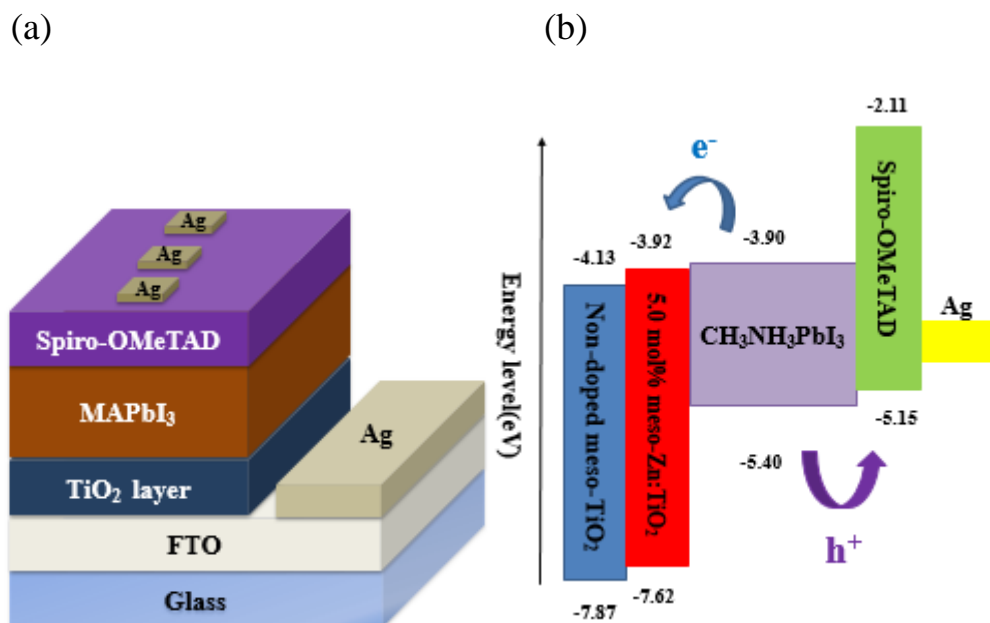 (a)
Ag
Ag
Ag
Spiro-OMeTAD
MAPbI₃
Ag
TiO₂ layer
FTO
Glass
(b)
-2.11
e⁻
-3.92
-3.90
-4.13
Energy level(eV)
Non-doped meso-TiO₂
5.0 mol% meso-Zn:TiO₂
CH₃NH₃PbI₃
Spiro-OMeTAD
Ag
-5.15
-5.40
h⁺
-7.62
-7.87